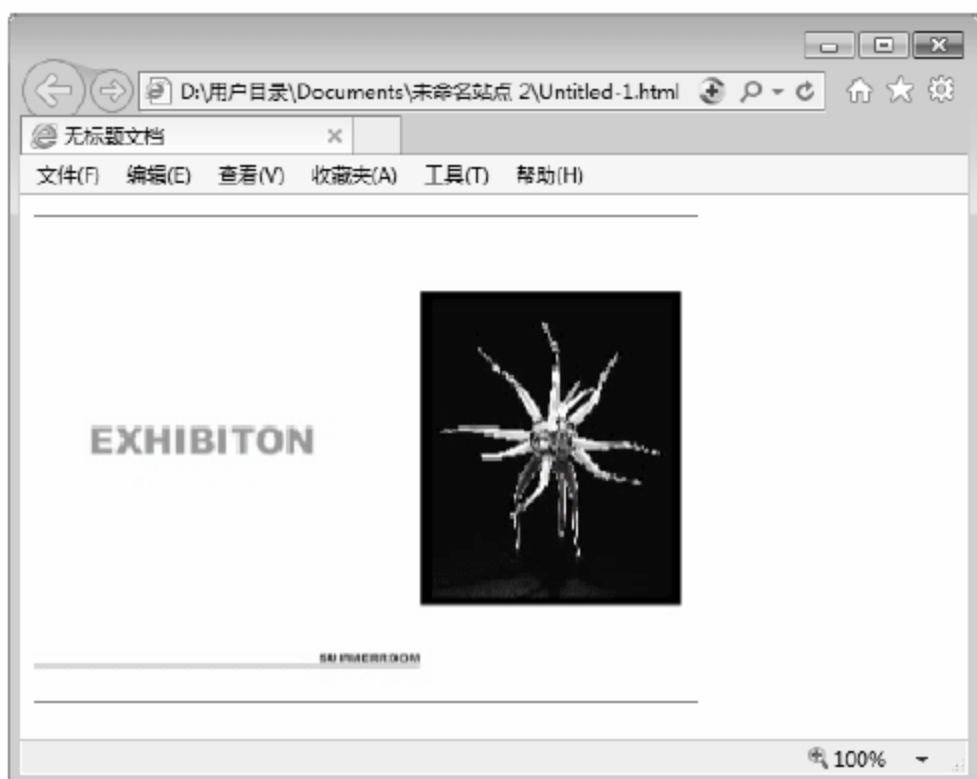 D:\用户目录\Documents\未命名站点 2\Untitled-1.html
无标题文档
文件(F) 编辑(E) 查看(V) 收藏夹(A) 工具(T) 帮助(H)
EXHIBITON
100%